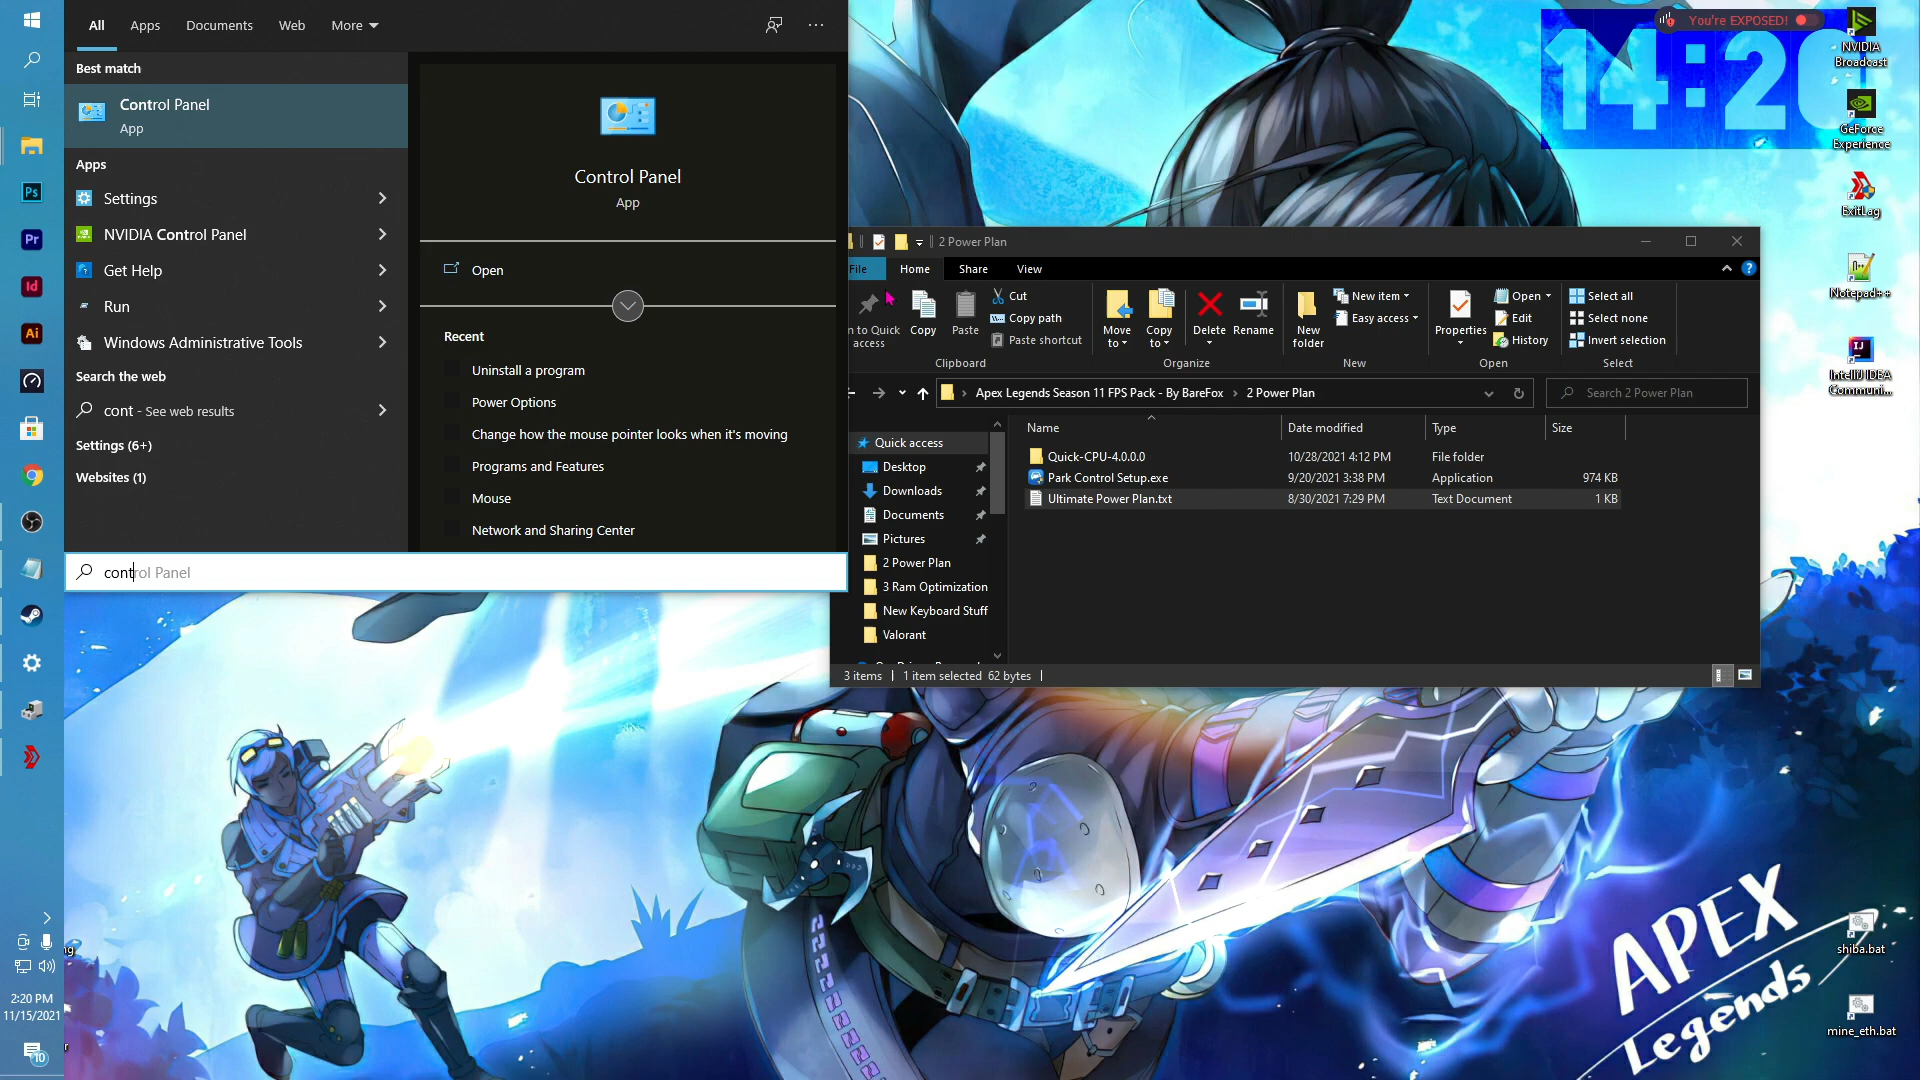 All
Apps
Documents
Web
More
Best match
Control Panel
App
Apps
Settings
NVIDIA Control Panel
Get Help
Run
Windows Administrative Tools
Search the web
cont - See web results
Settings (6+)
Websites (1)
Control Panel
App
Open
Recent
Uninstall a program
Power Options
Change how the mouse pointer looks when it's moving
Programs and Features
Mouse
Network and Sharing Center
control Panel
Ps
Pr
Id
Ai
2:20 PM
11/15/2021
10
2 Power Plan
File
Home
Share
View
n to Quick
access
Copy
Paste
Cut
Copy path
Paste shortcut
Clipboard
Move
to
Copy
to
Delete
Rename
Organize
New
folder
New item
Easy access
New
Properties
Open
Edit
History
Open
Select all
Select none
Invert selection
Select
Apex Legends Season 11 FPS Pack - By BareFox
2 Power Plan
Search 2 Power Plan
Quick access
Desktop
Downloads
Documents
Pictures
2 Power Plan
3 Ram Optimization
New Keyboard Stuff
Valorant
Name
Date modified
Type
Size
Quick-CPU-4.0.0.0
10/28/2021 4:12 PM
File folder
Park Control Setup.exe
9/20/2021 3:38 PM
Application
974 KB
Ultimate Power Plan.txt
8/30/2021 7:29 PM
Text Document
1 KB
3 items
1 item selected 62 bytes
You're EXPOSED!
14:20
NVIDIA
Broadcast
GeForce
Experience
ExitLag
Notepad++
IJ
IntelliJ IDEA
Communi...
shiba.bat
mine_eth.bat
APEX
Legends